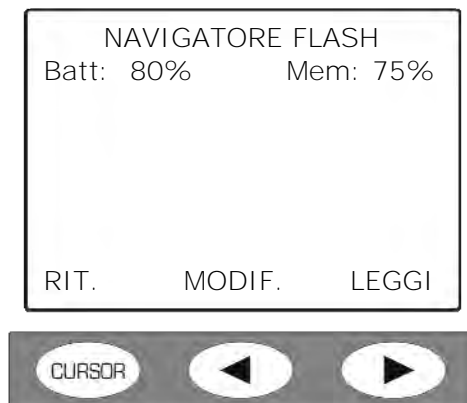 NAVIGATORE FLASH
Batt: 80% Mem: 75%
RIT. MODIF. LEGGI
CURSOR